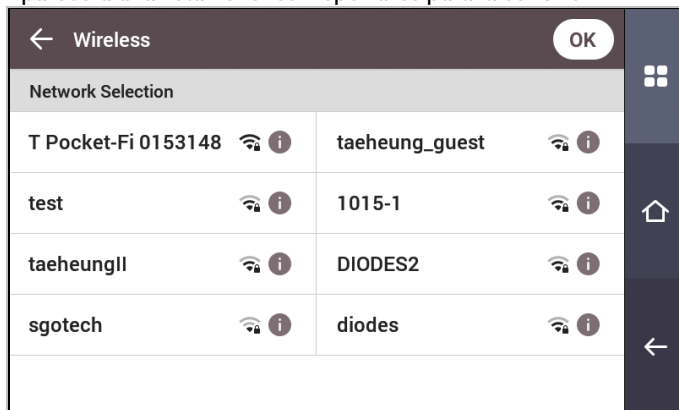 Wireless
OK
Network Selection
T Pocket-Fi 0153148
taeheung_guest
test
1015-1
taeheungII
DIODES2
sgotech
diodes